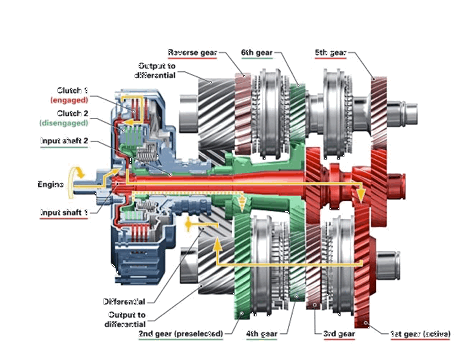 Reverse gear
6th gear
5th gear
Output to
differential
Clutch 1
(engaged)
Clutch 2
(disengaged)
Input shaft 2
Engine
Input shaft 1
Differential
Output to
differential
2nd gear (preselected)
4th gear
3rd gear
1st gear (active)